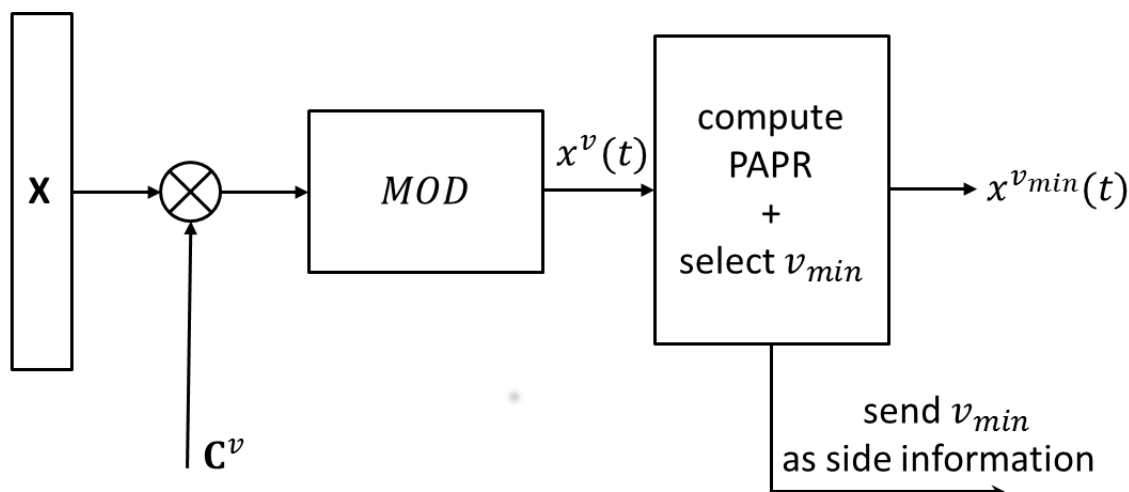 X
MOD
x^v(t)
compute
PAPR
+
select v_min
x^{v_min}(t)
C^v
send v_min
as side information